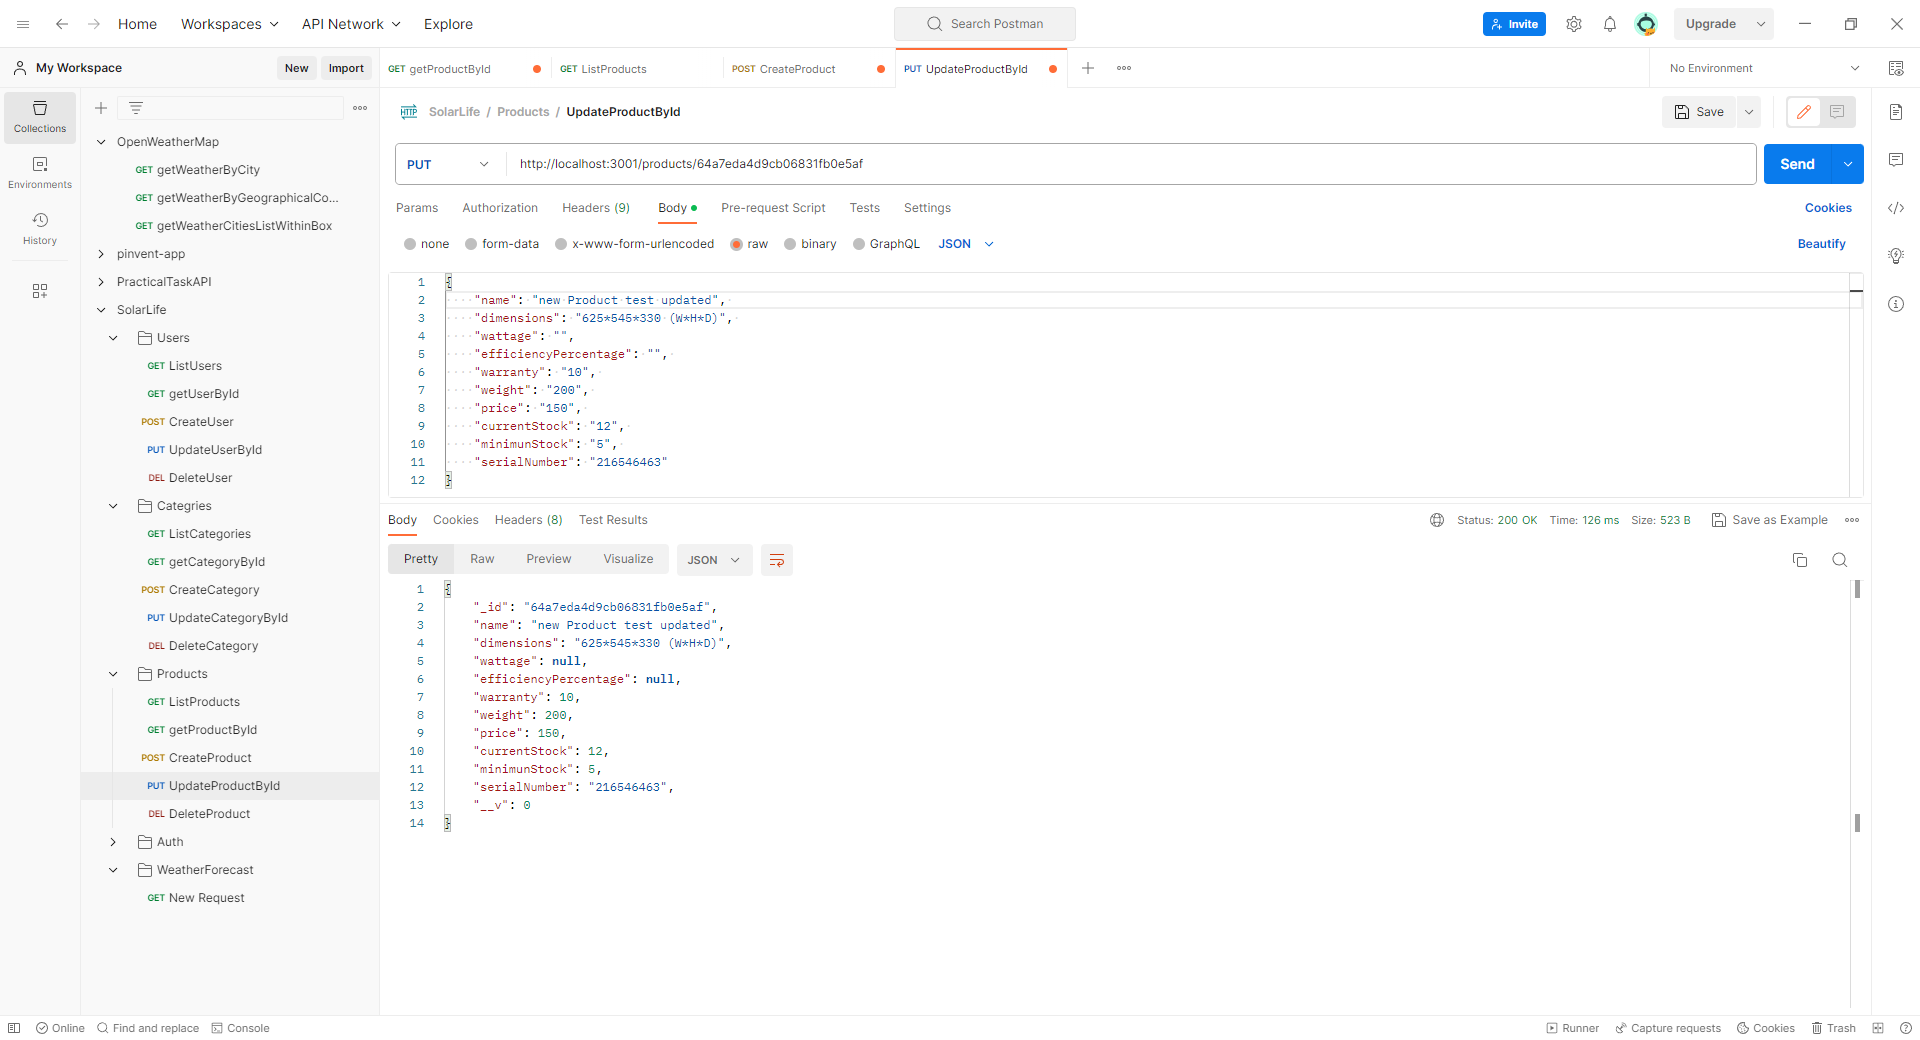 Home Workspaces API Network Explore Search Postman Invite Upgrade
My Workspace New Import GET getProductById GET ListProducts POST CreateProduct PUT UpdateProductById No Environment
Collections
Environments
History
OpenWeatherMap
GET getWeatherByCity
GET getWeatherByGeographicalCo...
GET getWeatherCitiesListWithinBox
pinvent-app
PracticalTaskAPI
SolarLife
Users
GET ListUsers
GET getUserById
POST CreateUser
PUT UpdateUserById
DEL DeleteUser
Categries
GET ListCategories
GET getCategoryById
POST CreateCategory
PUT UpdateCategoryById
DEL DeleteCategory
Products
GET ListProducts
GET getProductById
POST CreateProduct
PUT UpdateProductById
DEL DeleteProduct
Auth
WeatherForecast
GET New Request
HTTP SolarLife / Products / UpdateProductById Save
PUT http://localhost:3001/products/64a7eda4d9cb06831fb0e5af Send
Params Authorization Headers (9) Body Pre-request Script Tests Settings Cookies
none form-data x-www-form-urlencoded raw binary GraphQL JSON Beautify
1 {
2 "name": "new Product test updated",
3 "dimensions": "625*545*330 (W*H*D)",
4 "wattage": "",
5 "efficiencyPercentage": "",
6 "warranty": "10",
7 "weight": "200",
8 "price": "150",
9 "currentStock": "12",
10 "minimunStock": "5",
11 "serialNumber": "216546463"
12 }
Body Cookies Headers (8) Test Results Status: 200 OK Time: 126 ms Size: 523 B Save as Example
Pretty Raw Preview Visualize JSON
1 {
2 "_id": "64a7eda4d9cb06831fb0e5af",
3 "name": "new Product test updated",
4 "dimensions": "625*545*330 (W*H*D)",
5 "wattage": null,
6 "efficiencyPercentage": null,
7 "warranty": 10,
8 "weight": 200,
9 "price": 150,
10 "currentStock": 12,
11 "minimunStock": 5,
12 "serialNumber": "216546463",
13 "__v": 0
14 }
Online Find and replace Console Runner Capture requests Cookies Trash